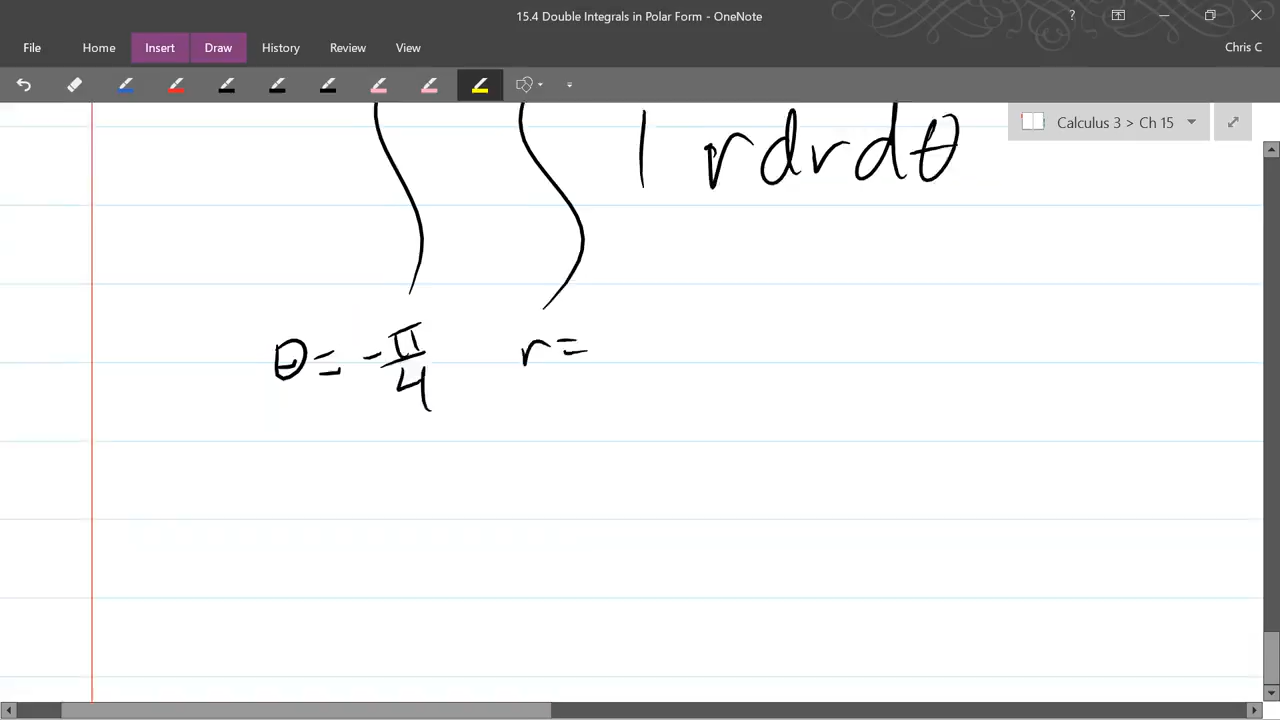 15.4 Double Integrals in Polar Form - OneNote
?
File Home Insert Draw History Review View Chris C
Calculus 3 > Ch 15
∫ ∫ 1 r dr dθ
θ = -π/4 r =